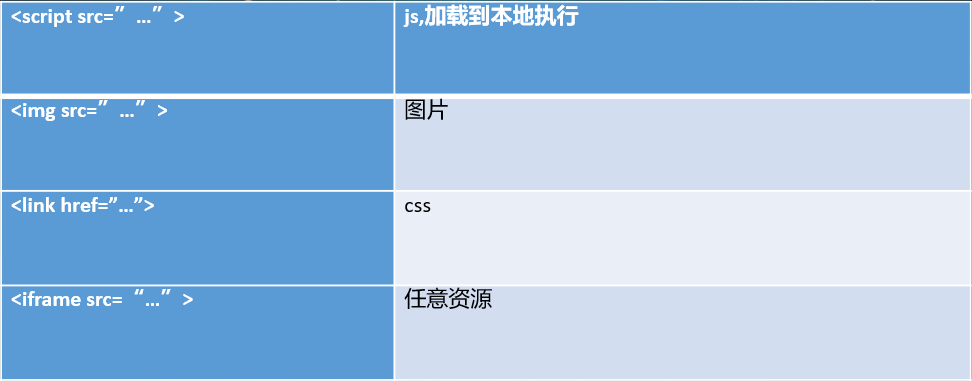 <script src=”…”>
js,加载到本地执行
<img src=”…”>
图片
<link href=”…”>
css
<iframe src=“…”>
任意资源